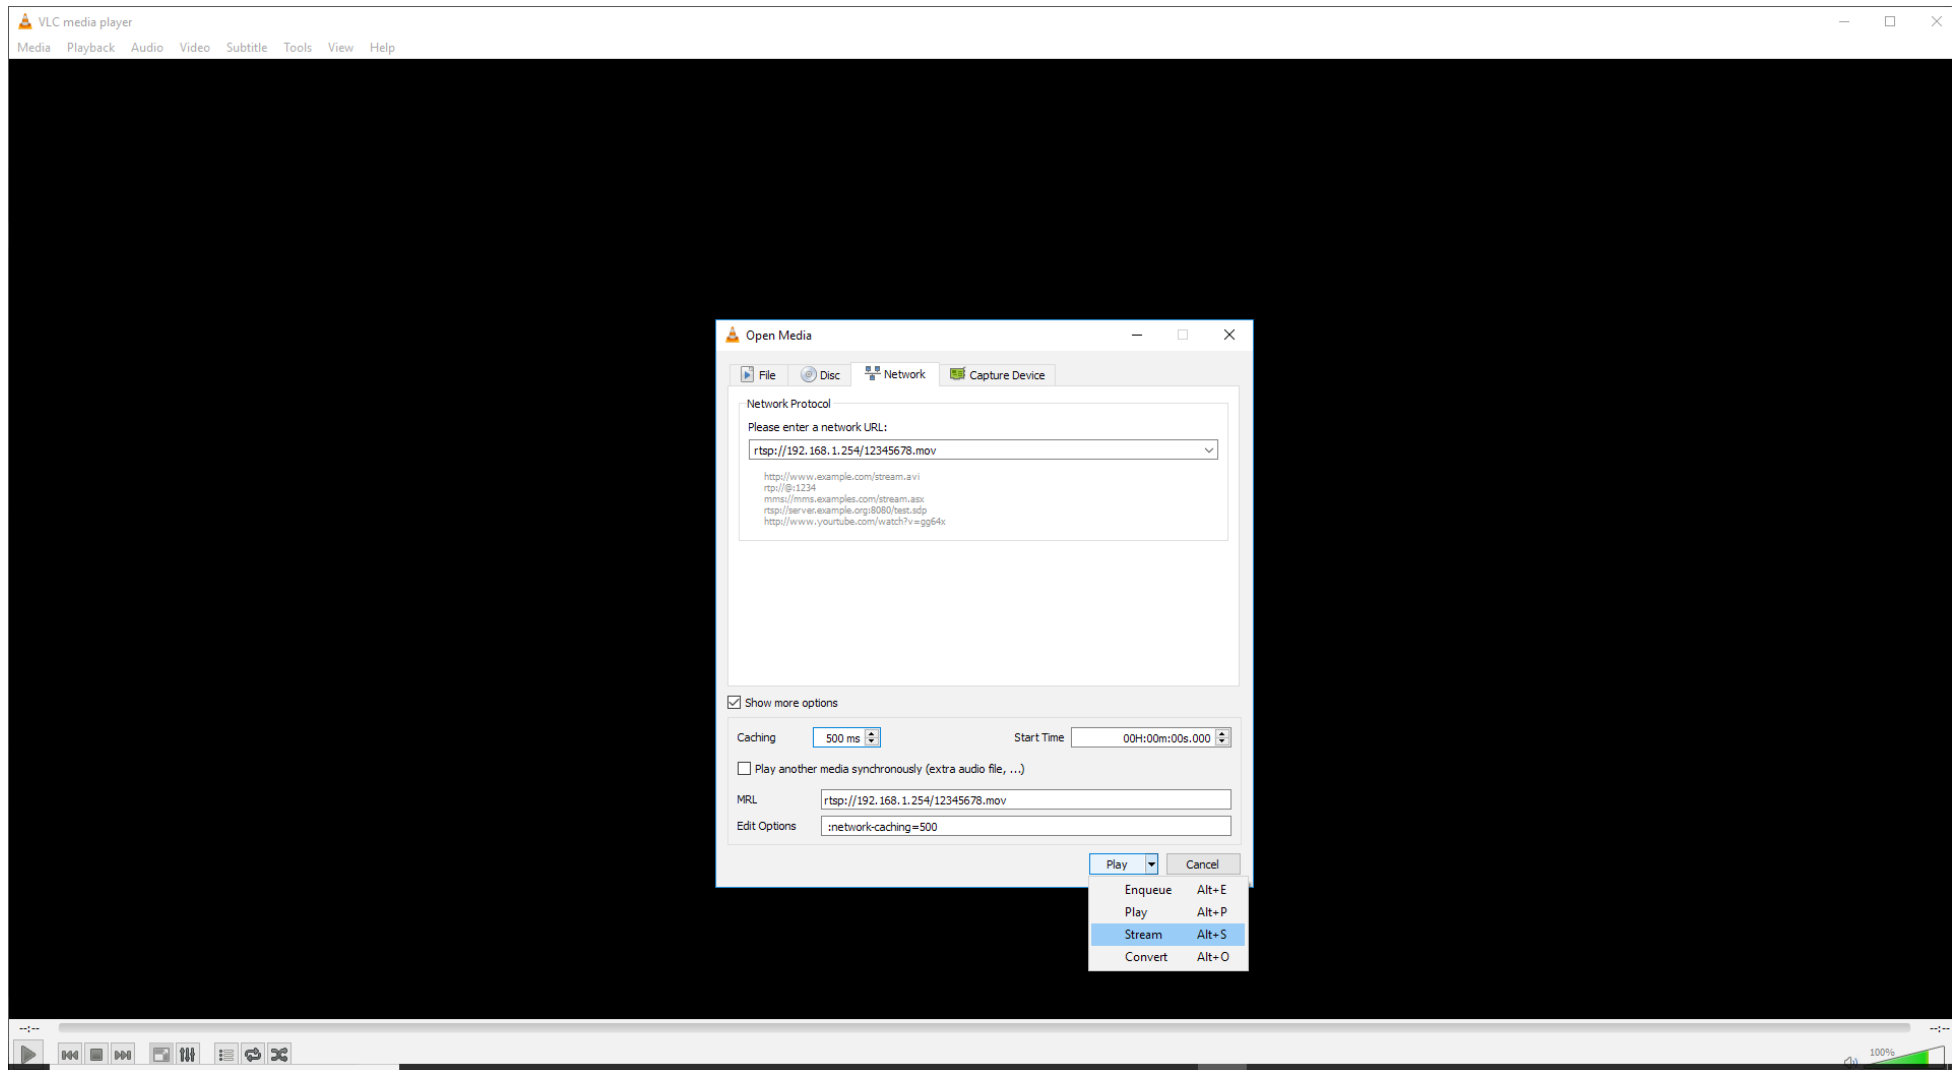 VLC media player
Media Playback Audio Video Subtitle Tools View Help
Open Media
File Disc Network Capture Device
Network Protocol
Please enter a network URL:
rtsp://192.168.1.254/12345678.mov
http://www.example.com/stream.avi
rtp://@:1234
mms://mms.examples.com/stream.asx
rtsp://server.example.org:8080/test.sdp
http://www.yourtube.com/watch?v=gg64x
Show more options
Caching 500 ms Start Time 00H:00m:00s.000
Play another media synchronously (extra audio file, ...)
MRL rtsp://192.168.1.254/12345678.mov
Edit Options :network-caching=500
Play Cancel
Enqueue Alt+E
Play Alt+P
Stream Alt+S
Convert Alt+O
--:-- --:--
100%